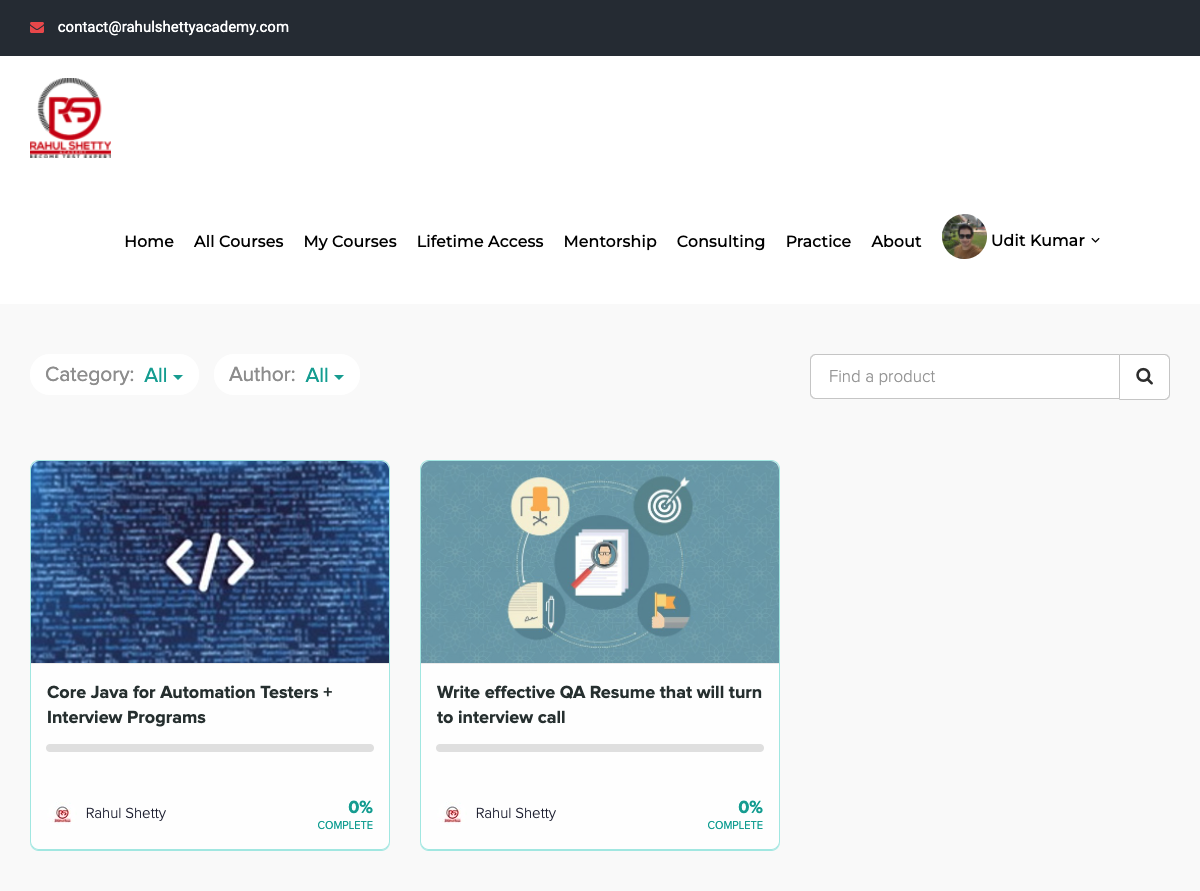 contact@rahulshettyacademy.com
RS
RAHUL SHETTY
ACADEMY
BECOME TEST EXPERT
Home All Courses My Courses Lifetime Access Mentorship Consulting Practice About Udit Kumar
Category: All Author: All Find a product
</>
Core Java for Automation Testers +
Interview Programs
Write effective QA Resume that will turn
to interview call
Rahul Shetty 0%
COMPLETE
Rahul Shetty 0%
COMPLETE